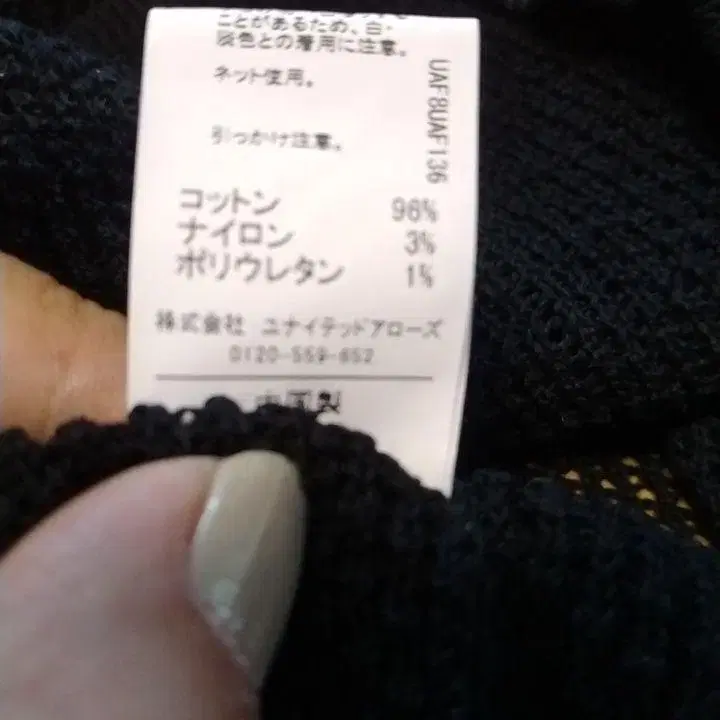 ことがあるため、白・
淡色との着用に注意。
ネット使用。
引っかけ注意。
UAF8UAF136
コットン 96%
ナイロン 3%
ポリウレタン 1%
株式会社 ユナイテッドアローズ
0120-559-652
中国製